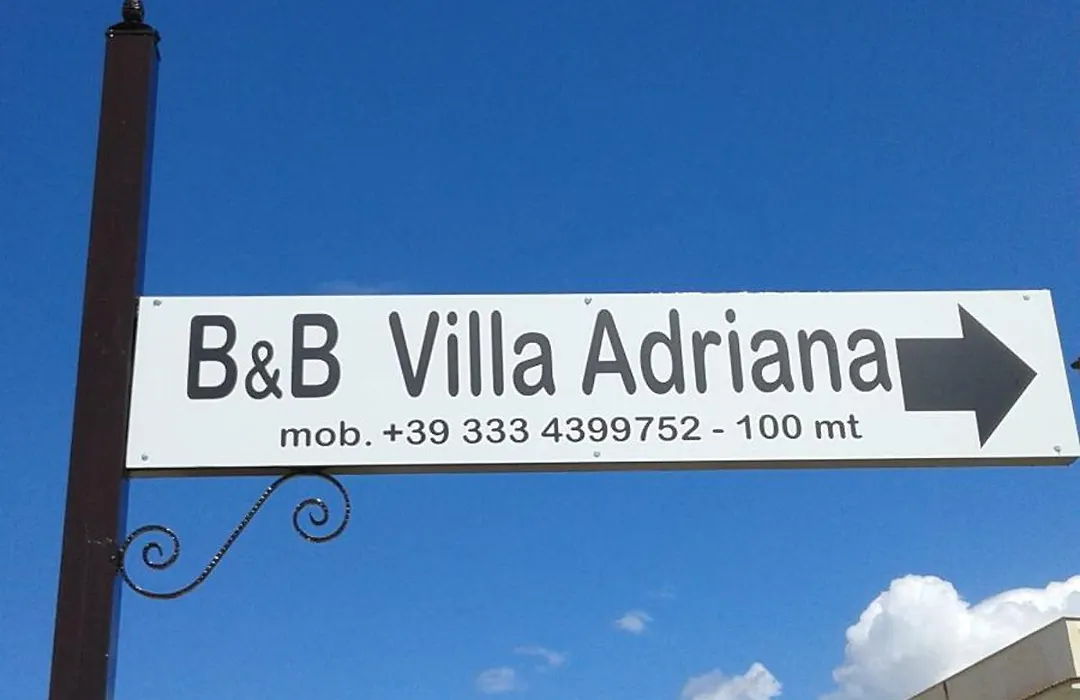 B&B Villa Adriana
mob. +39 333 4399752 - 100 mt